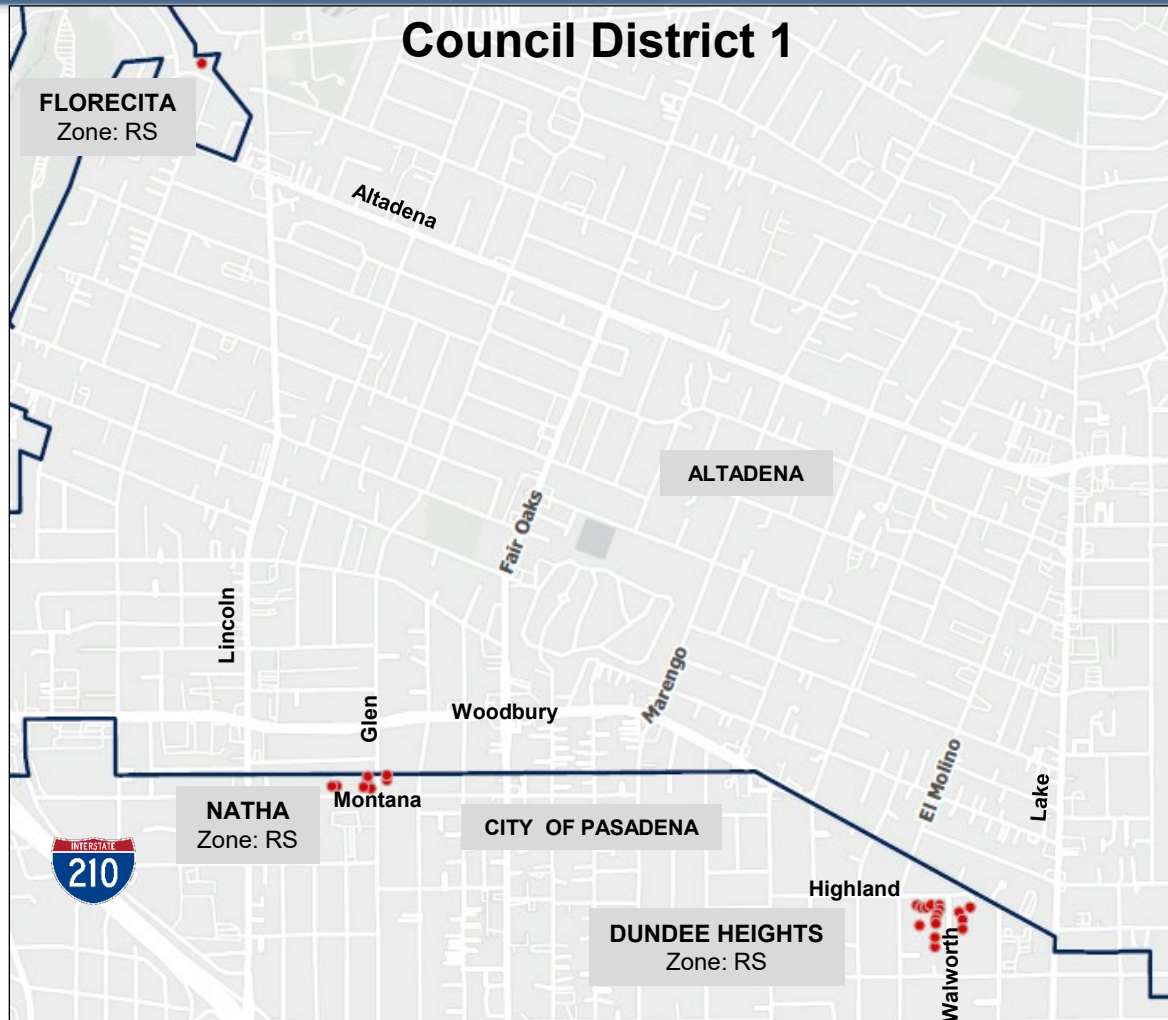 Council District 1
FLORECITA
Zone: RS
Altadena
ALTADENA
Fair Oaks
Lincoln
Marengo
Glen
Woodbury
El Molino
Lake
NATHA
Zone: RS
Montana
CITY OF PASADENA
INTERSTATE
210
Highland
DUNDEE HEIGHTS
Zone: RS
Walworth